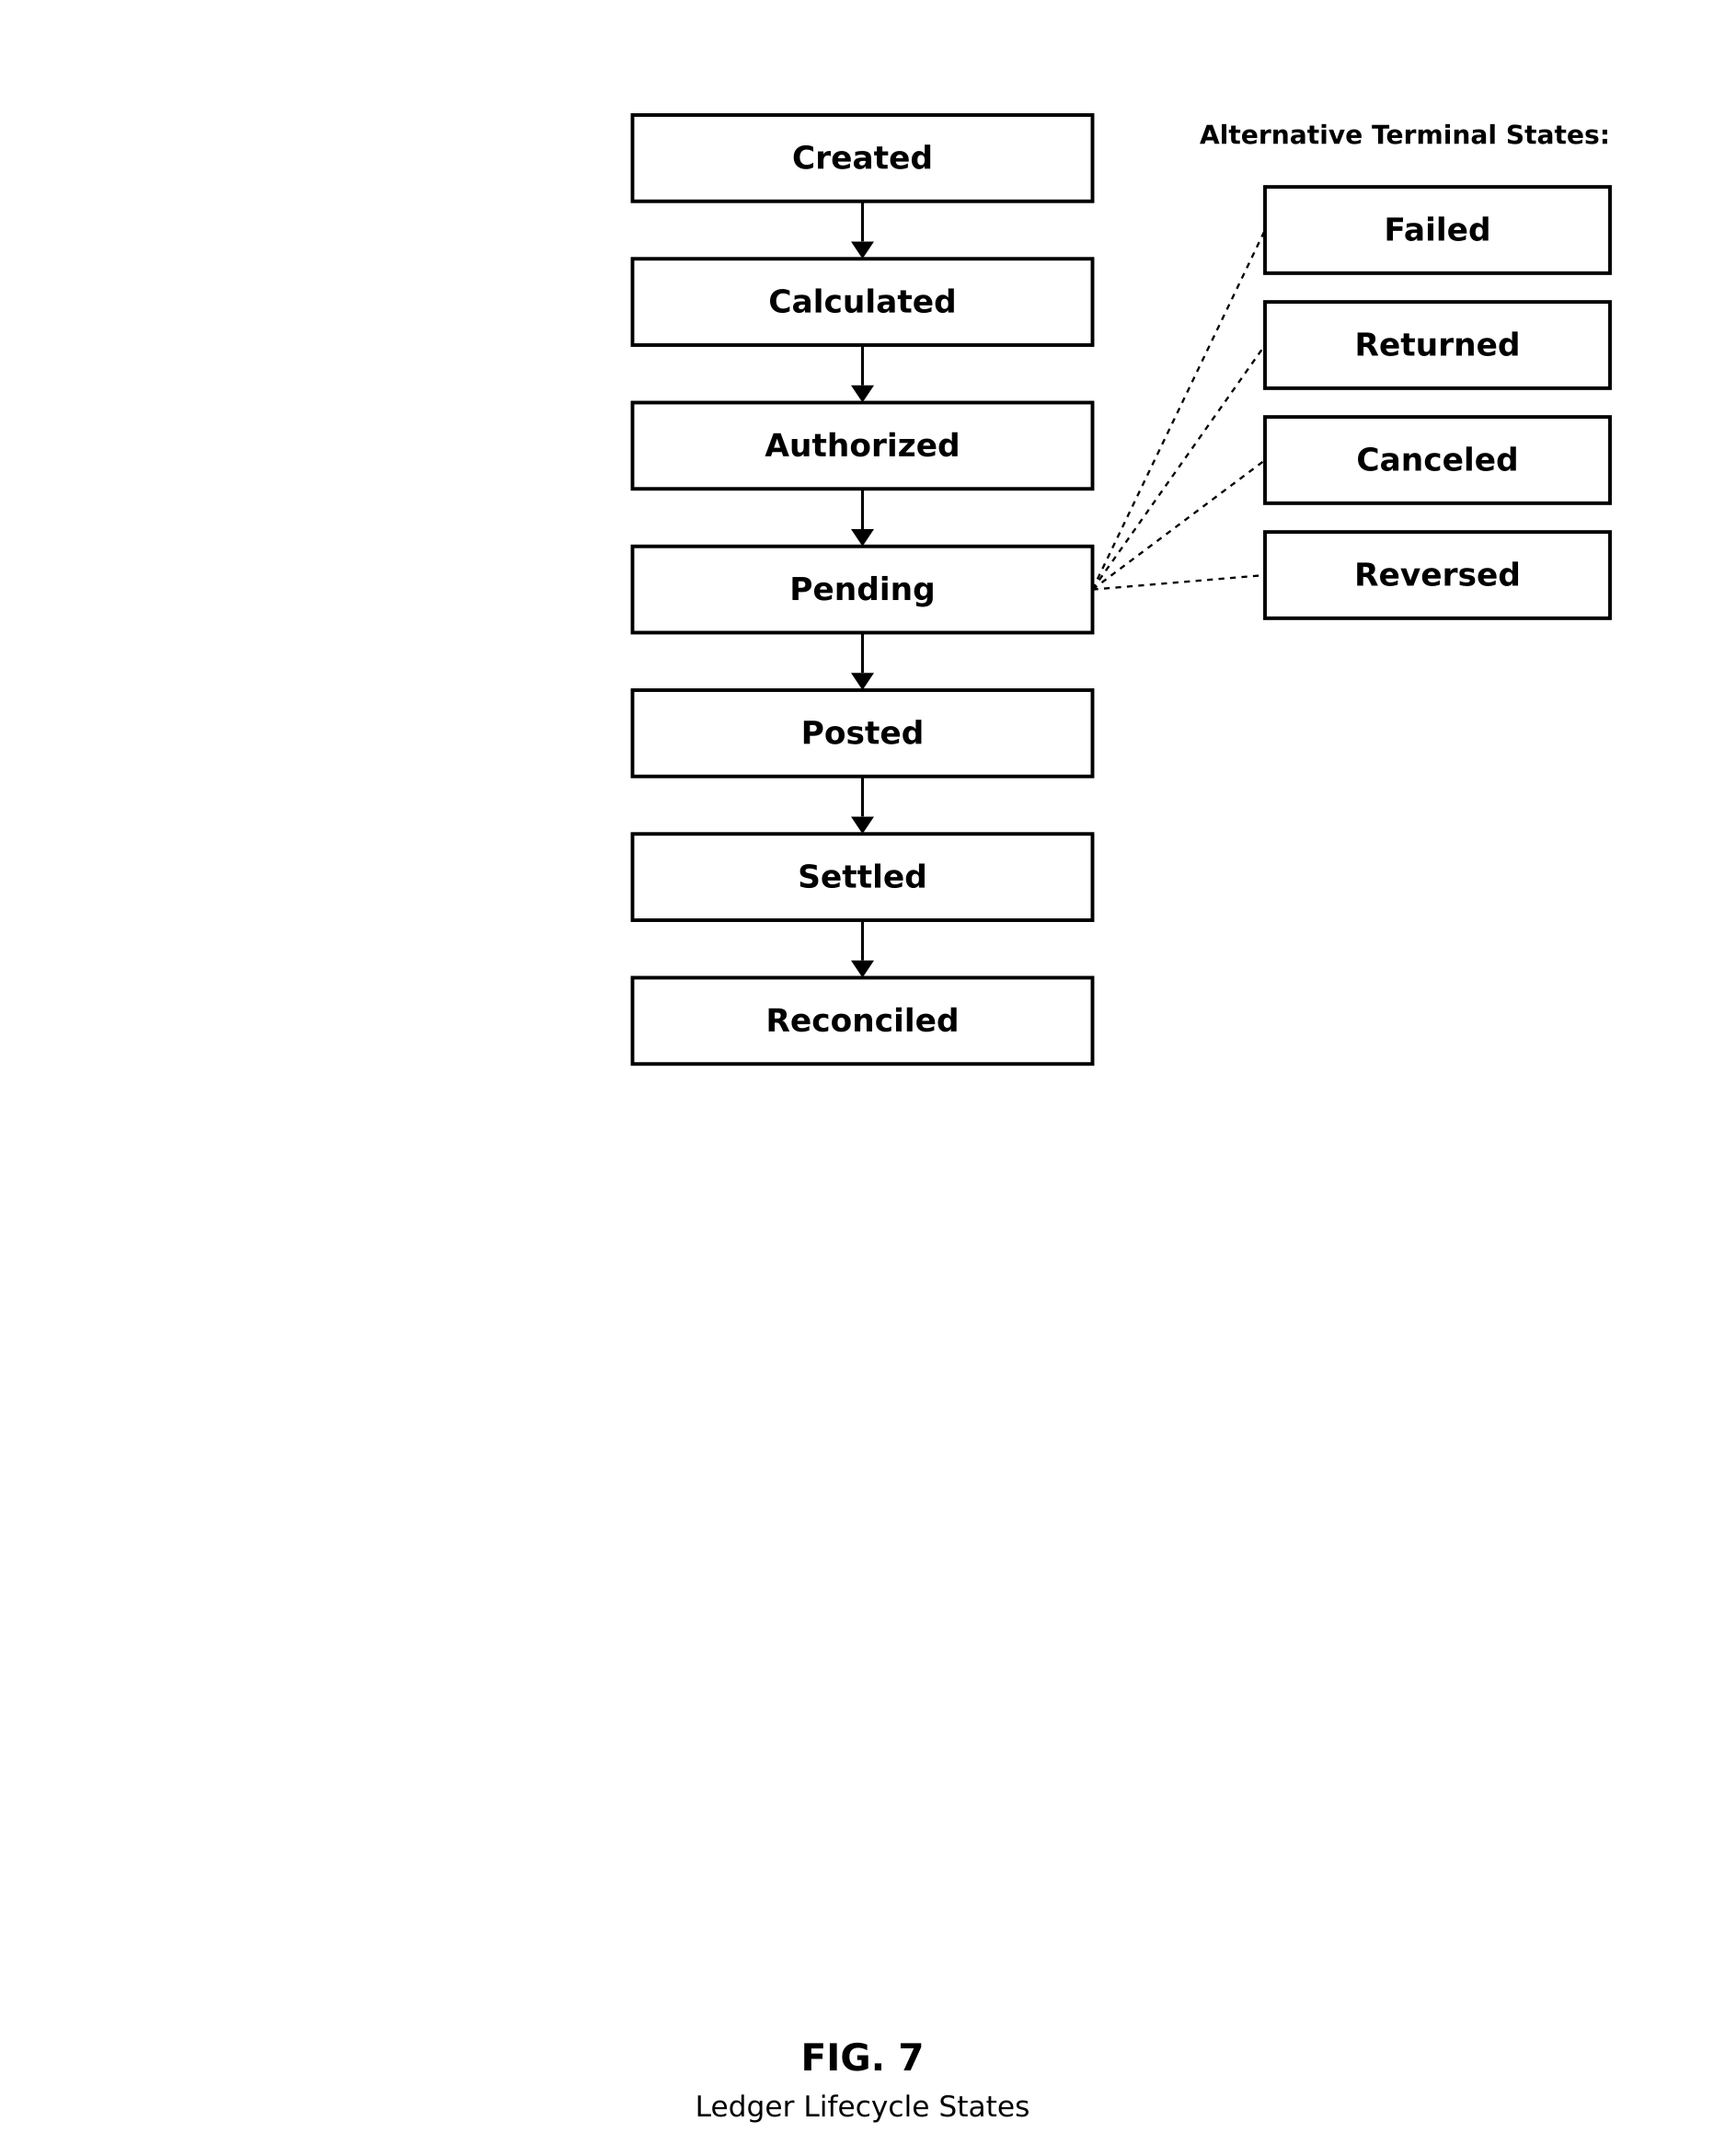 Created
Calculated
Authorized
Pending
Posted
Settled
Reconciled
Alternative Terminal States:
Failed
Returned
Canceled
Reversed
FIG. 7
Ledger Lifecycle States